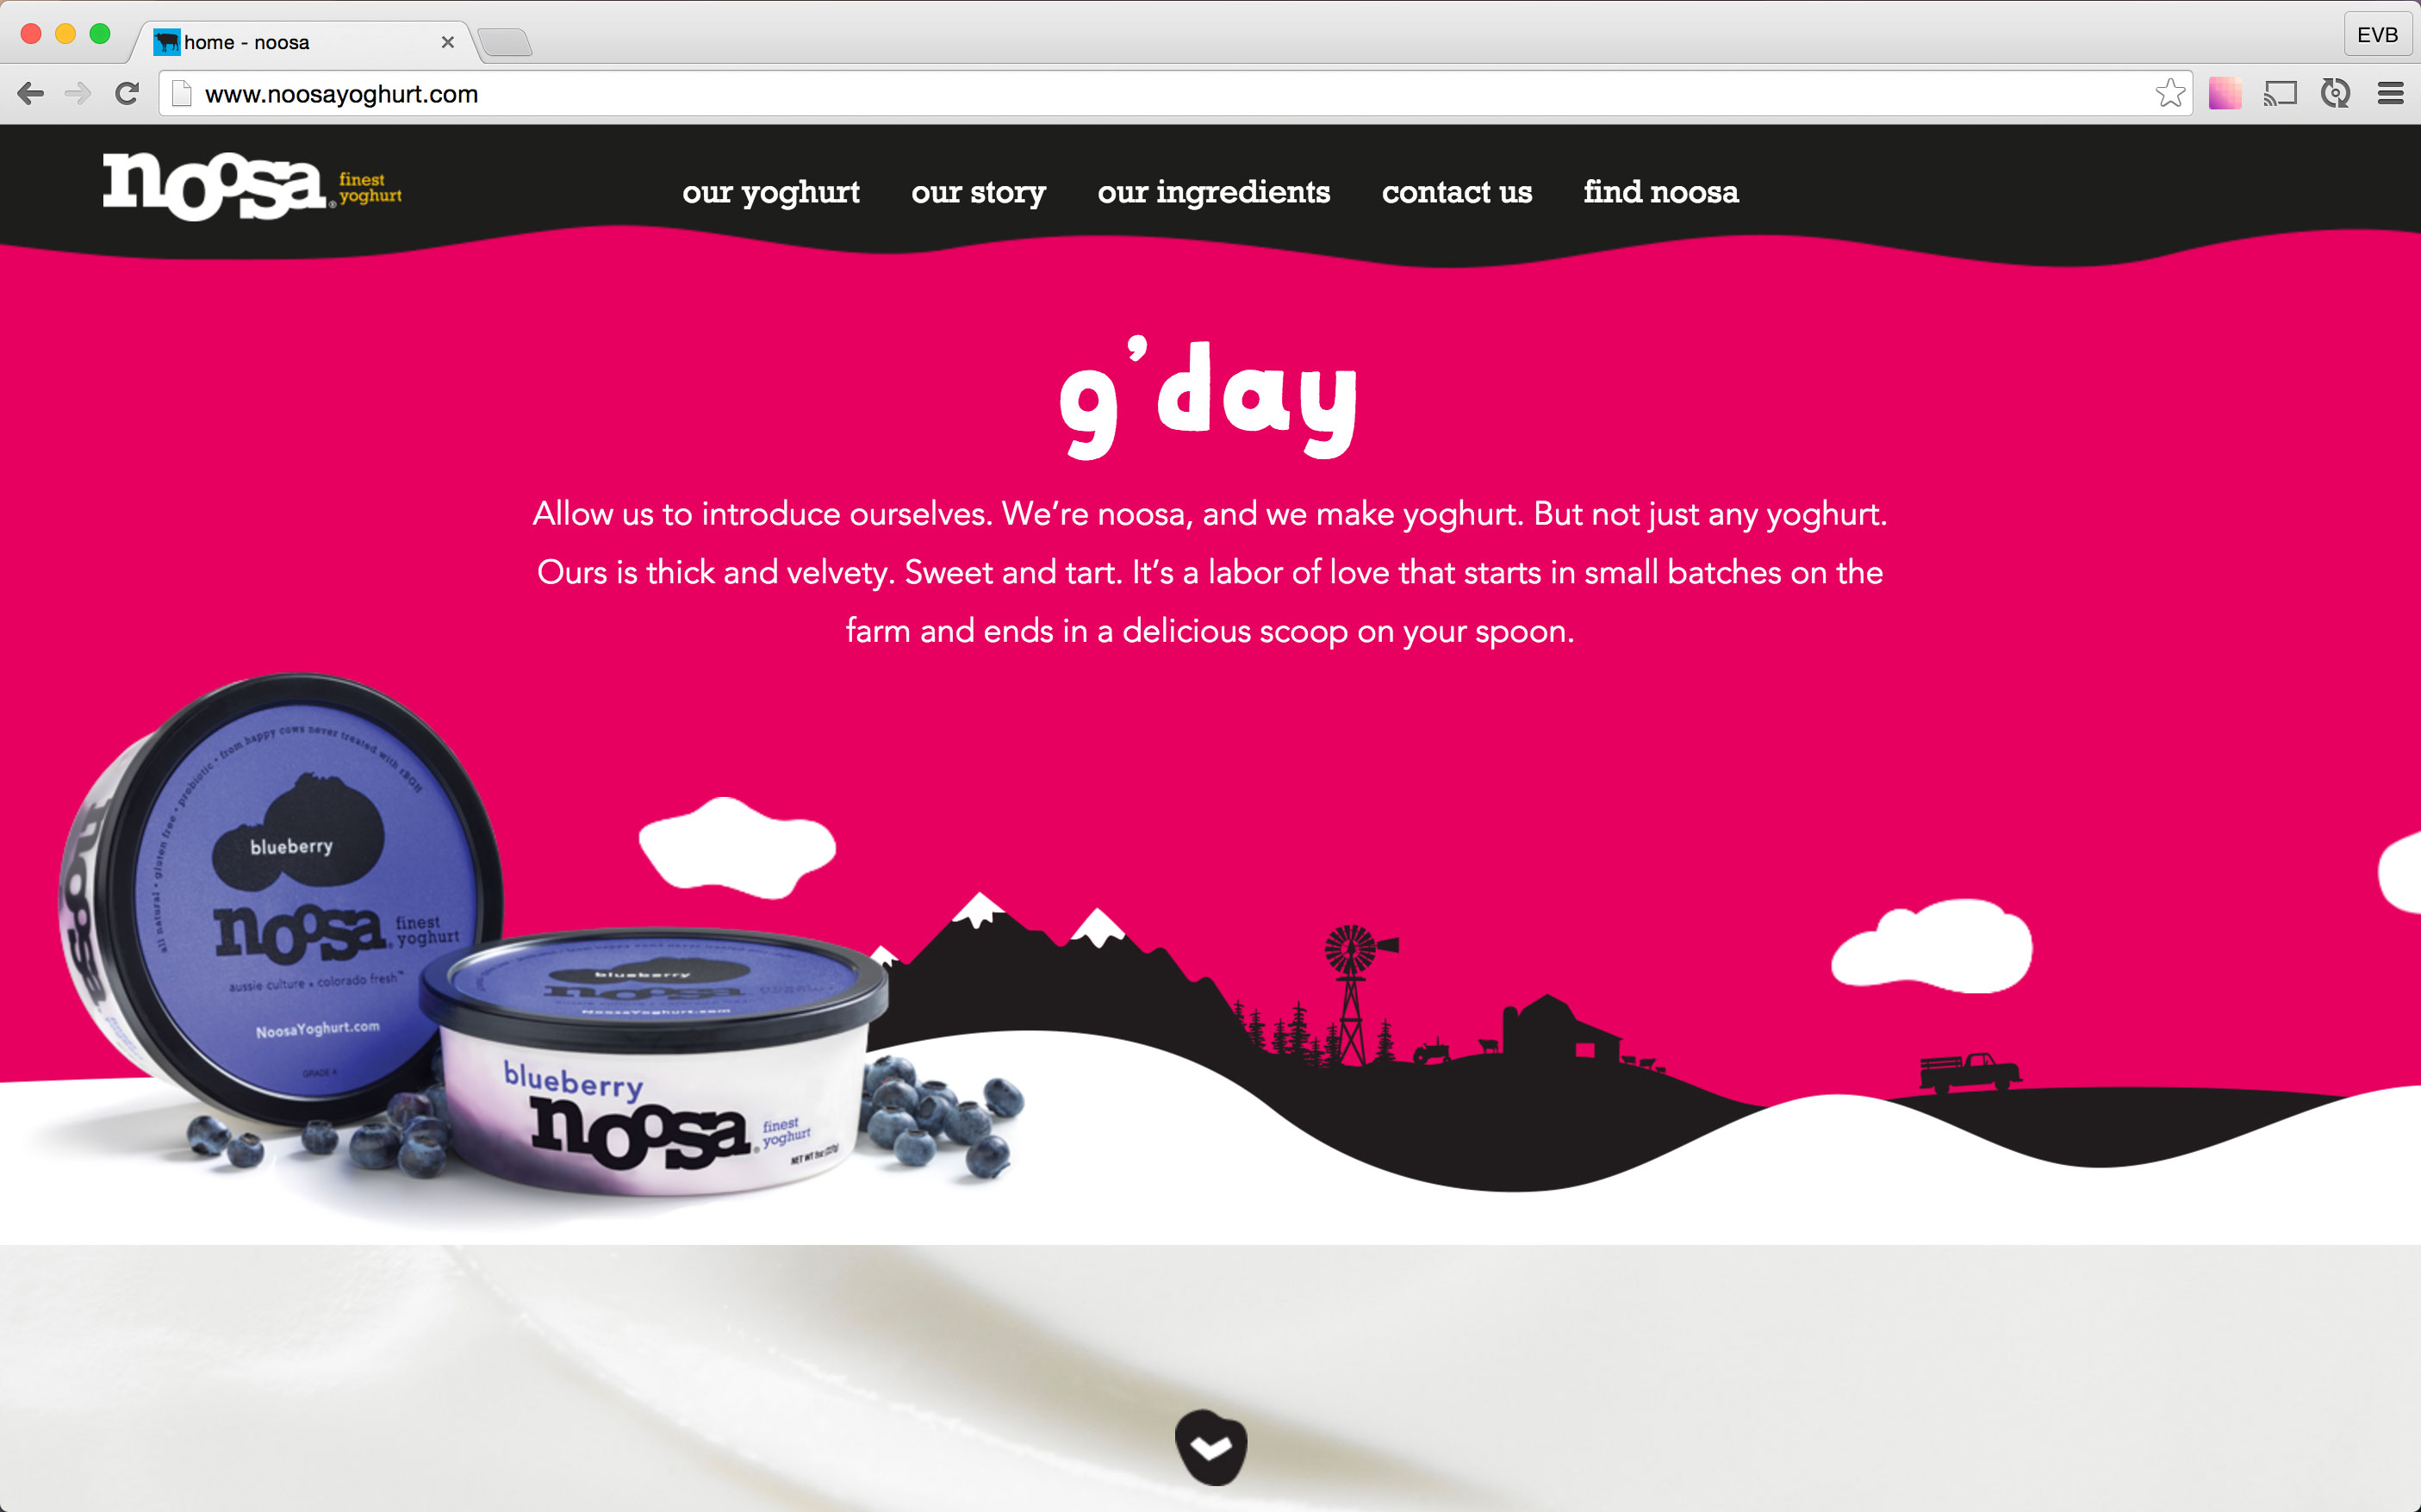 home - noosa
EVB
www.noosayoghurt.com
noosa® finest
yoghurt
our yoghurt our story our ingredients contact us find noosa
g'day
Allow us to introduce ourselves. We're noosa, and we make yoghurt. But not just any yoghurt.
Ours is thick and velvety. Sweet and tart. It's a labor of love that starts in small batches on the
farm and ends in a delicious scoop on your spoon.
all natural • gluten free • probiotic • from happy cows never treated with rBGH
blueberry
noosa® finest
yoghurt
aussie culture • colorado fresh™
NoosaYoghurt.com
GRADE A
noosa
blueberry
noosa
NoosaYoghurt.com
blueberry
noosa® finest
yoghurt
NET WT 8oz (227g)